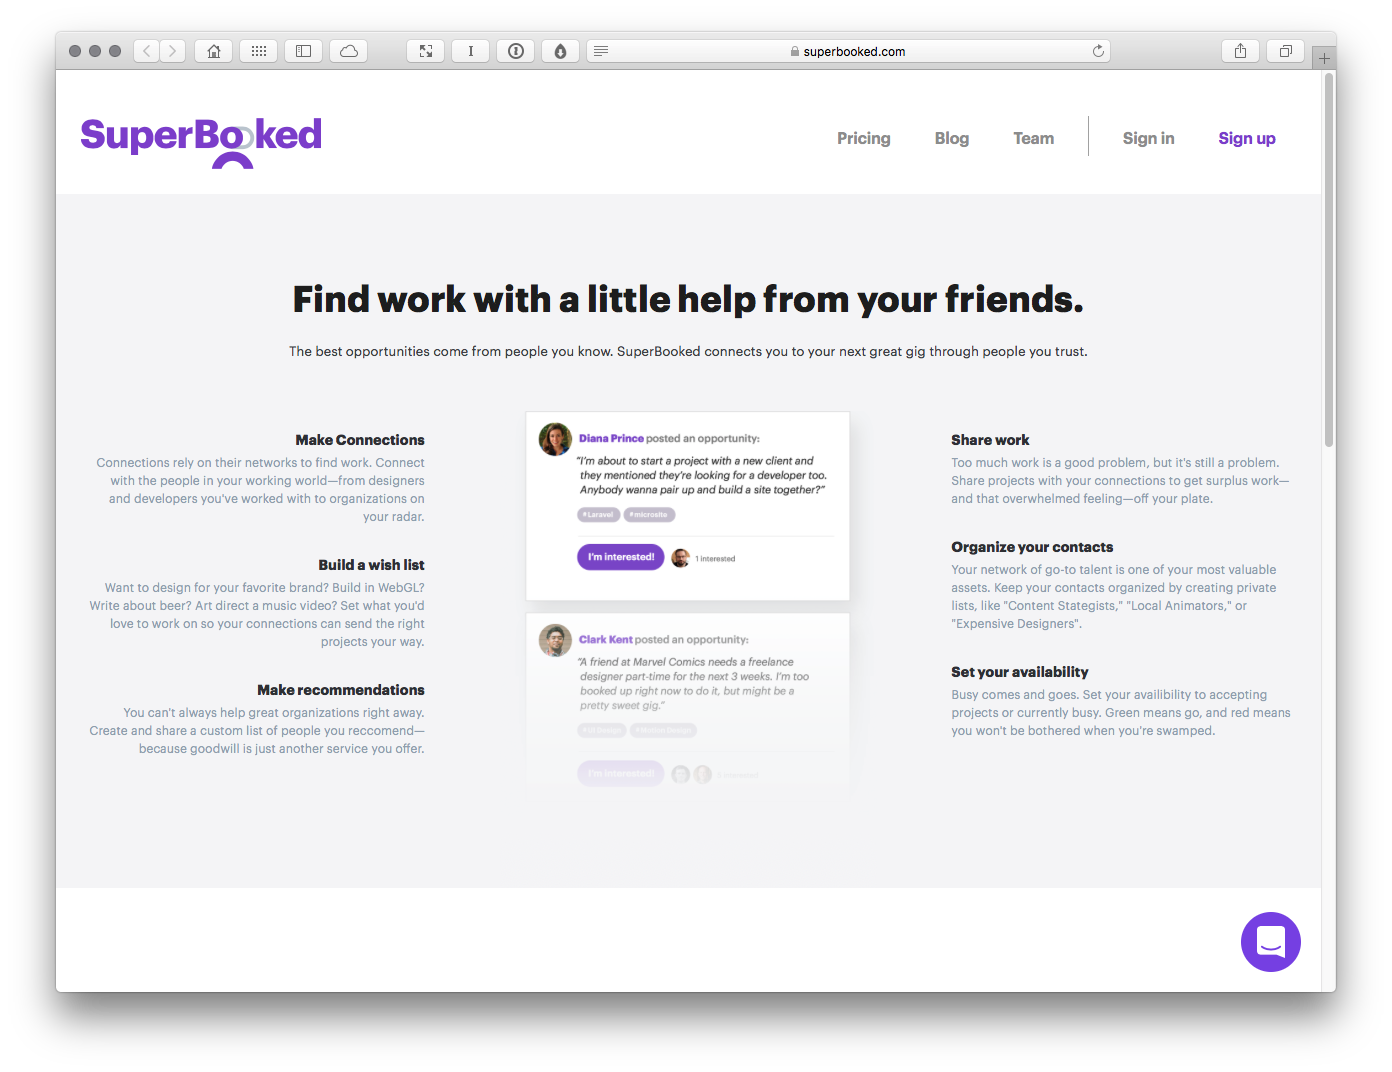 superbooked.com
SuperBooked
Pricing
Blog
Team
Sign in
Sign up
Find work with a little help from your friends.
The best opportunities come from people you know. SuperBooked connects you to your next great gig through people you trust.
Make Connections
Connections rely on their networks to find work. Connect
with the people in your working world—from designers
and developers you've worked with to organizations on
your radar.
Build a wish list
Want to design for your favorite brand? Build in WebGL?
Write about beer? Art direct a music video? Set what you'd
love to work on so your connections can send the right
projects your way.
Make recommendations
You can't always help great organizations right away.
Create and share a custom list of people you reccomend—
because goodwill is just another service you offer.
Diana Prince posted an opportunity:
“I'm about to start a project with a new client and
they mentioned they're looking for a developer too.
Anybody wanna pair up and build a site together?”
#Laravel #microsite
I'm interested! 1 interested
Clark Kent posted an opportunity:
“A friend at Marvel Comics needs a freelance
designer part-time for the next 3 weeks. I'm too
booked up right now to do it, but might be a
pretty sweet gig.”
I'm interested!
Share work
Too much work is a good problem, but it's still a problem.
Share projects with your connections to get surplus work—
and that overwhelmed feeling—off your plate.
Organize your contacts
Your network of go-to talent is one of your most valuable
assets. Keep your contacts organized by creating private
lists, like "Content Stategists," "Local Animators," or
"Expensive Designers".
Set your availability
Busy comes and goes. Set your availibility to accepting
projects or currently busy. Green means go, and red means
you won't be bothered when you're swamped.